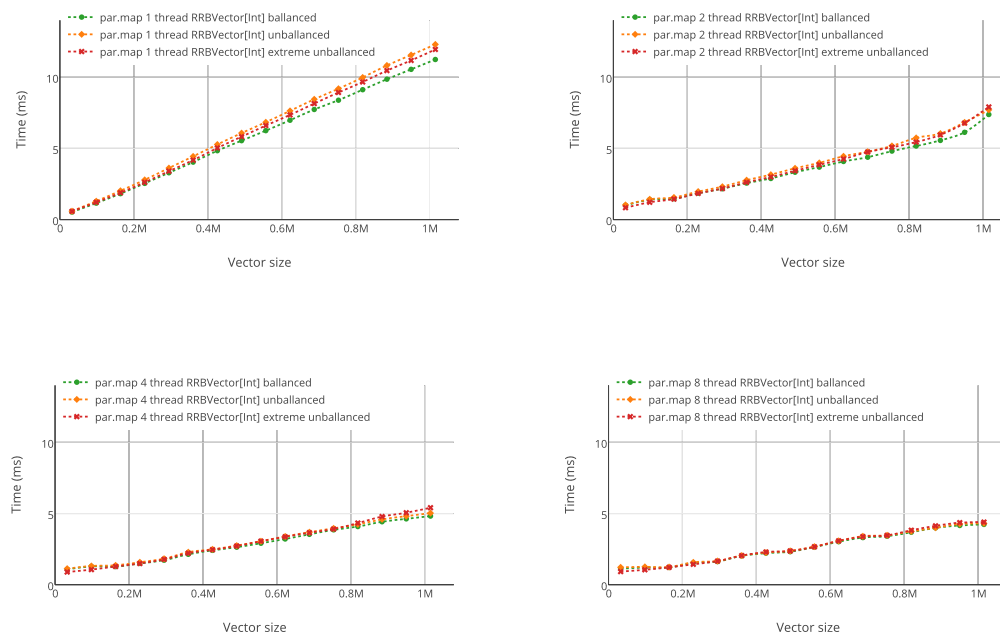 par.map 1 thread RRBVector[Int] ballanced
par.map 1 thread RRBVector[Int] unballanced
par.map 1 thread RRBVector[Int] extreme unballanced
10
5
0
Time (ms)
0 0.2M 0.4M 0.6M 0.8M 1M
Vector size
par.map 2 thread RRBVector[Int] ballanced
par.map 2 thread RRBVector[Int] unballanced
par.map 2 thread RRBVector[Int] extreme unballanced
10
5
0
Time (ms)
0 0.2M 0.4M 0.6M 0.8M 1M
Vector size
par.map 4 thread RRBVector[Int] ballanced
par.map 4 thread RRBVector[Int] unballanced
par.map 4 thread RRBVector[Int] extreme unballanced
10
5
0
Time (ms)
0 0.2M 0.4M 0.6M 0.8M 1M
Vector size
par.map 8 thread RRBVector[Int] ballanced
par.map 8 thread RRBVector[Int] unballanced
par.map 8 thread RRBVector[Int] extreme unballanced
10
5
0
Time (ms)
0 0.2M 0.4M 0.6M 0.8M 1M
Vector size